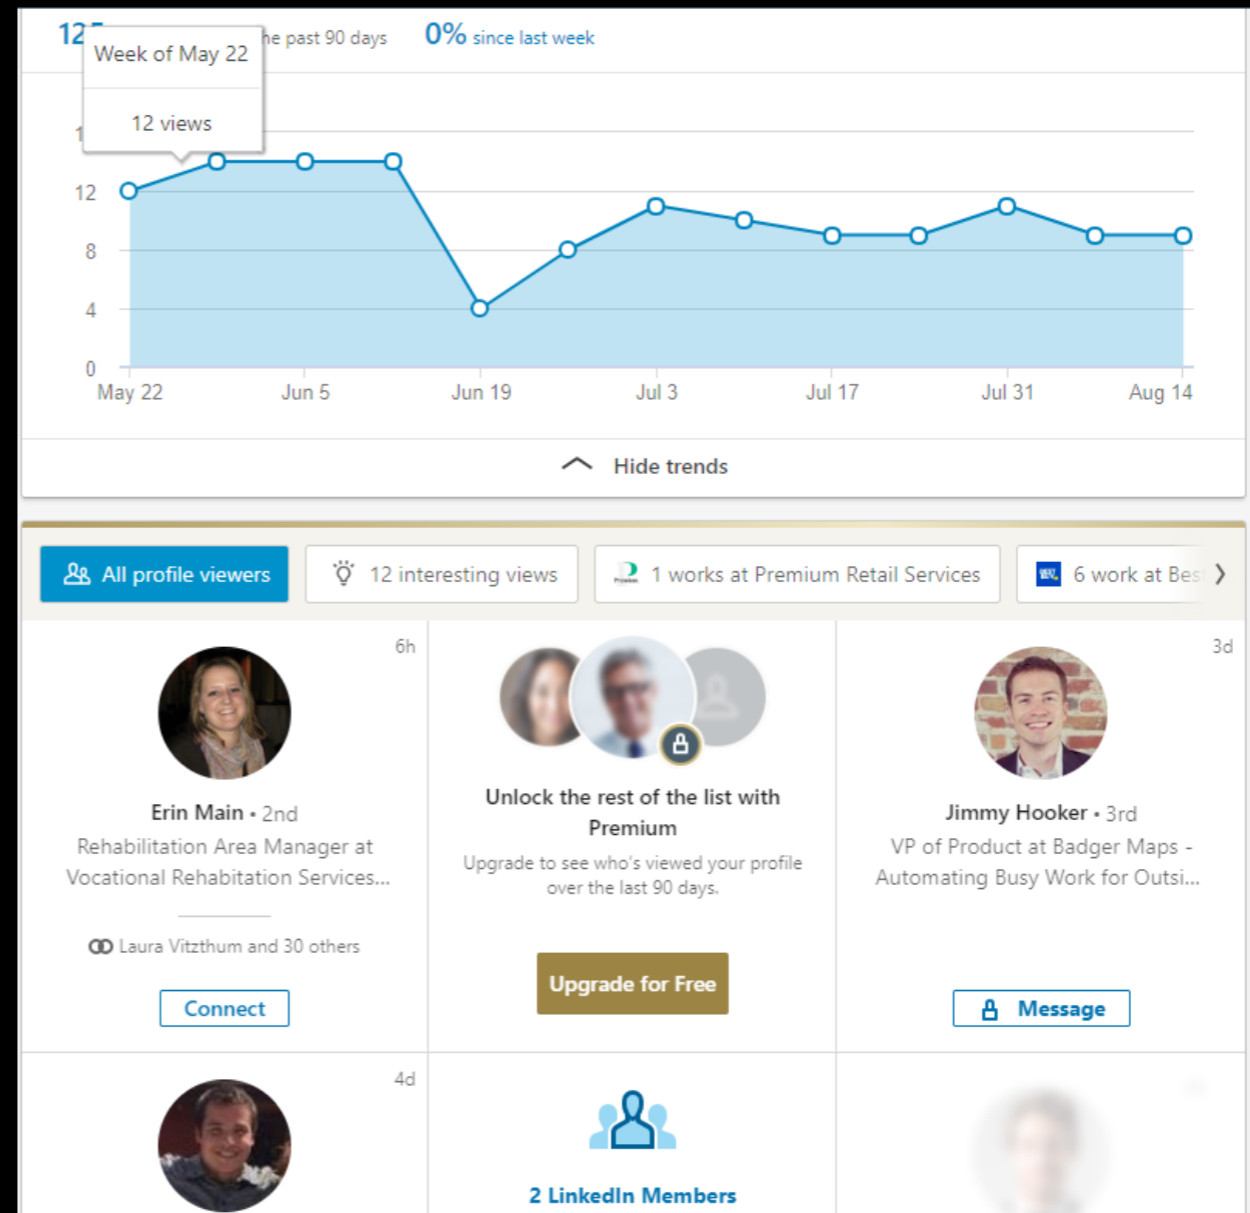 Week of May 22
12 views
he past 90 days
0% since last week
12
8
4
0
May 22
Jun 5
Jun 19
Jul 3
Jul 17
Jul 31
Aug 14
Hide trends
All profile viewers
12 interesting views
1 works at Premium Retail Services
6 work at Bes
6h
Erin Main • 2nd
Rehabilitation Area Manager at
Vocational Rehabitation Services...
Laura Vitzthum and 30 others
Connect
Unlock the rest of the list with
Premium
Upgrade to see who's viewed your profile
over the last 90 days.
Upgrade for Free
3d
Jimmy Hooker • 3rd
VP of Product at Badger Maps -
Automating Busy Work for Outsi...
Message
4d
2 LinkedIn Members